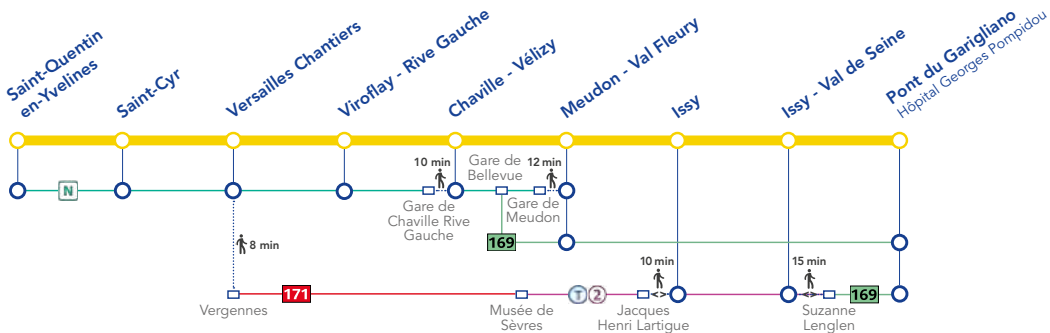 Saint-Quentin
en-Yvelines
Saint-Cyr
Versailles Chantiers
Viroflay - Rive Gauche
Chaville - Vélizy
Meudon - Val Fleury
Issy
Issy - Val de Seine
Pont du Garigliano
Hôpital Georges Pompidou
10 min
Gare de
Bellevue
12 min
N
Gare de
Chaville Rive
Gauche
Gare de
Meudon
169
8 min
10 min
15 min
171
T 2
169
Vergennes
Musée de
Sèvres
Jacques
Henri Lartigue
Suzanne
Lenglen